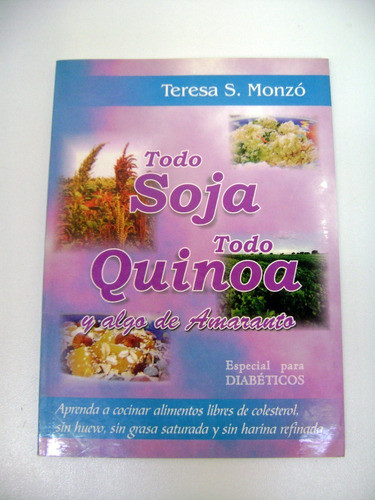 Teresa S. Monzó
Todo
Soja
Todo
Quinoa
y algo de Amaranto
Especial para
DIABÉTICOS
Aprenda a cocinar alimentos libres de colesterol,
sin huevo, sin grasa saturada y sin harina refinada